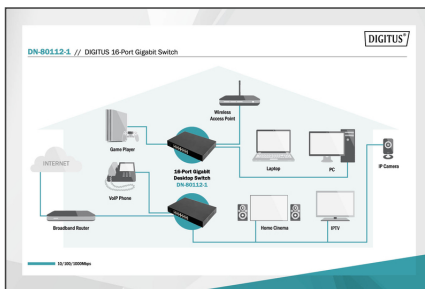 DIGITUS®
DN-80112-1 // DIGITUS 16-Port Gigabit Switch
Wireless
Access Point
Game Player
INTERNET
16-Port Gigabit
Desktop Switch
DN-80112-1
Laptop
PC
IP Camera
VoIP Phone
Broadband Router
Home Cinema
IPTV
10/100/1000Mbps